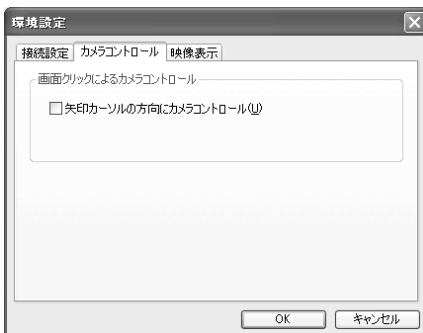 環境設定
接続設定 カメラコントロール 映像表示
画面クリックによるカメラコントロール
矢印カーソルの方向にカメラコントロール(U)
OK キャンセル